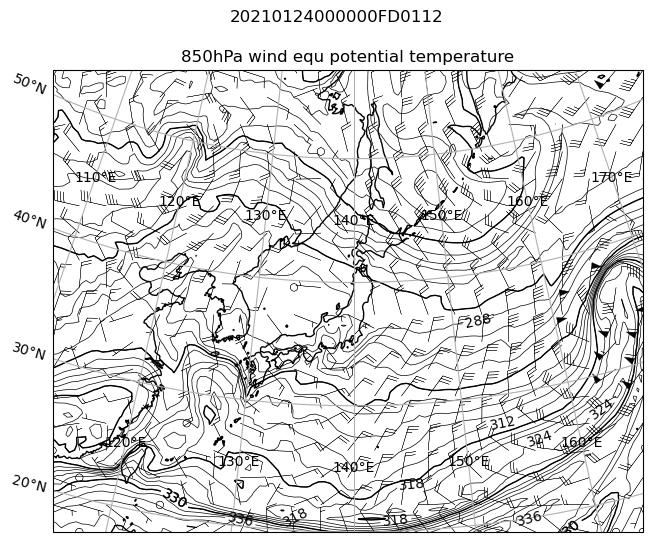 20210124000000FD0112
850hPa wind equ potential temperature
50°N
110°E
170°E
120°E
160°E
40°N
130°E
140°E
150°E
288
30°N
324
312
324
120°E
160°E
130°E
140°E
150°E
20°N
318
330
336
318
318
336